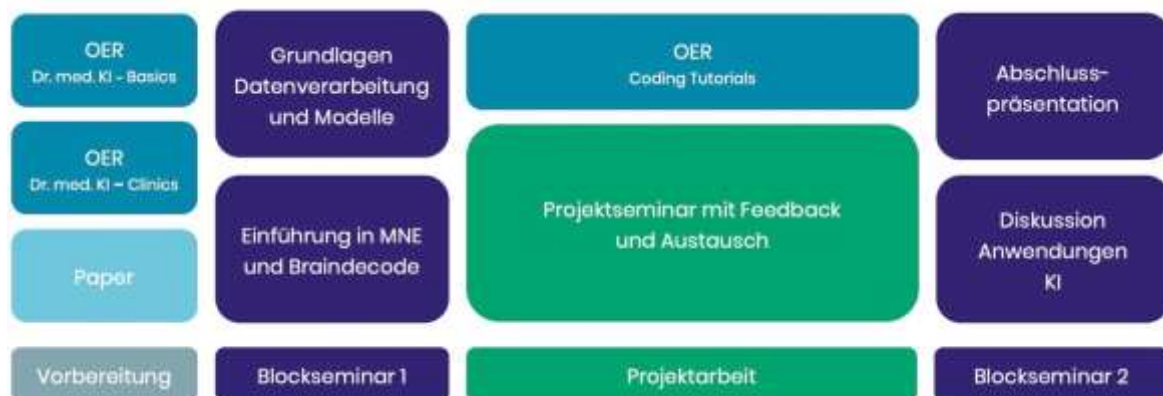 OER
Dr. med. KI - Basics
OER
Dr. med. KI – Clinics
Paper
Vorbereitung
Grundlagen
Datenverarbeitung
und Modelle
Einführung in MNE
und Braindecode
Blockseminar 1
OER
Coding Tutorials
Projektseminar mit Feedback
und Austausch
Projektarbeit
Abschluss-
präsentation
Diskussion
Anwendungen
KI
Blockseminar 2